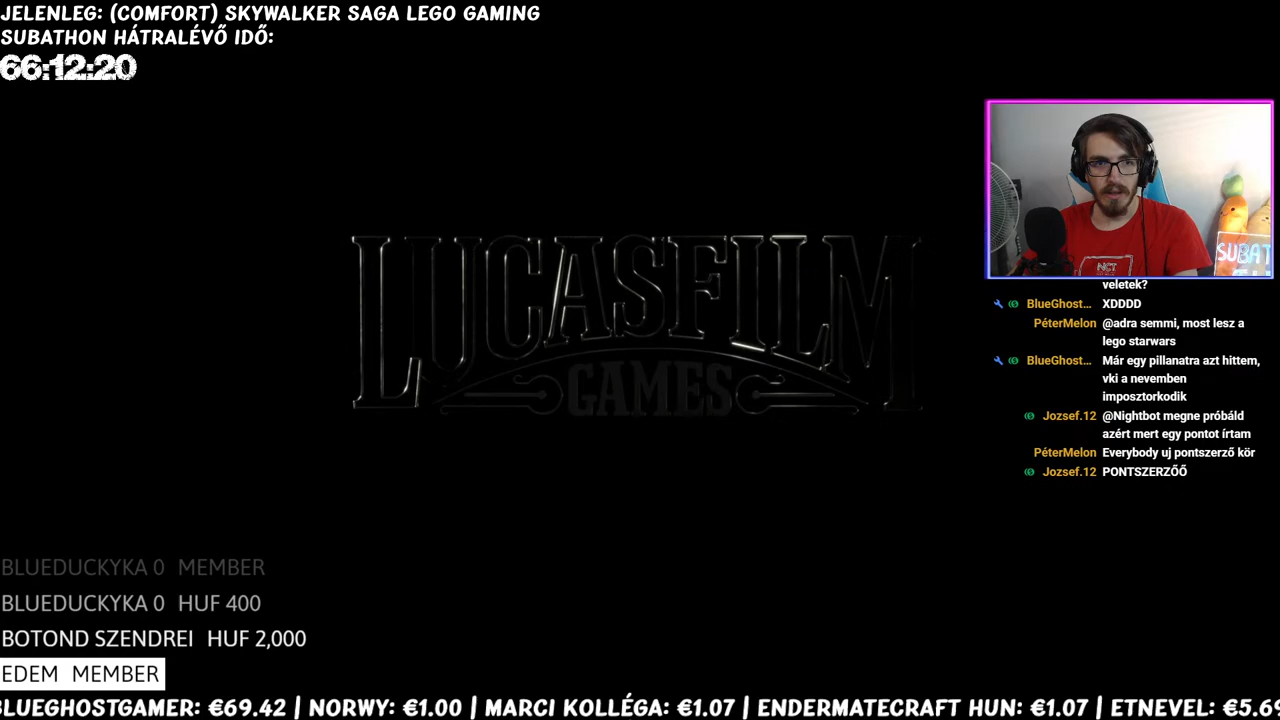 JELENLEG: (COMFORT) SKYWALKER SAGA LEGO GAMING
SUBATHON HÁTRALÉVŐ IDŐ:
66:12:20
LUCASFILM
GAMES
NCT
SUBAT
veletek?
BlueGhost... XDDDD
PéterMelon @adra semmi, most lesz a
lego starwars
BlueGhost... Már egy pillanatra azt hittem,
vki a nevemben
imposztorkodik
Jozsef.12 @Nightbot megne próbáld
azért mert egy pontot írtam
PéterMelon Everybody uj pontszerző kör
Jozsef.12 PONTSZERZŐŐ
BLUEDUCKYKA 0 MEMBER
BLUEDUCKYKA 0 HUF 400
BOTOND SZENDREI HUF 2,000
EDEM MEMBER
BLUEGHOSTGAMER: €69.42 | NORWY: €1.00 | MARCI KOLLÉGA: €1.07 | ENDERMATECRAFT HUN: €1.07 | ETNEVEL: €5.69